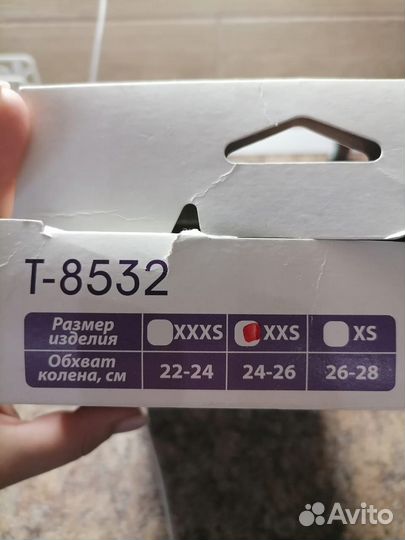 T-8532
Размер изделия XXXS XXS XS
Обхват колена, см 22-24 24-26 26-28
Avito